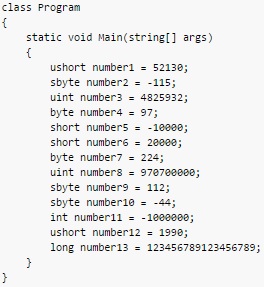 class Program
{
    static void Main(string[] args)
    {
        ushort number1 = 52130;
        sbyte number2 = -115;
        uint number3 = 4825932;
        byte number4 = 97;
        short number5 = -10000;
        short number6 = 20000;
        byte number7 = 224;
        uint number8 = 970700000;
        sbyte number9 = 112;
        sbyte number10 = -44;
        int number11 = -1000000;
        ushort number12 = 1990;
        long number13 = 123456789123456789;
    }
}